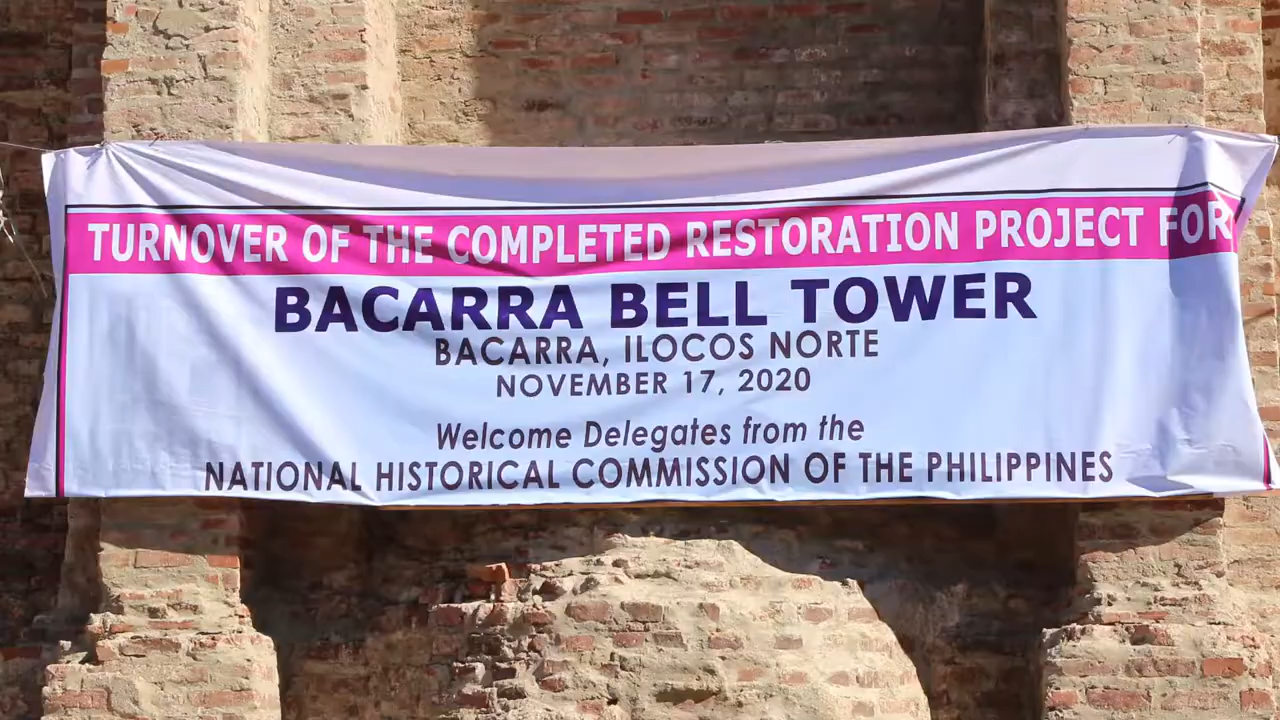 TURNOVER OF THE COMPLETED RESTORATION PROJECT FOR
BACARRA BELL TOWER
BACARRA, ILOCOS NORTE
NOVEMBER 17, 2020
Welcome Delegates from the
NATIONAL HISTORICAL COMMISSION OF THE PHILIPPINES